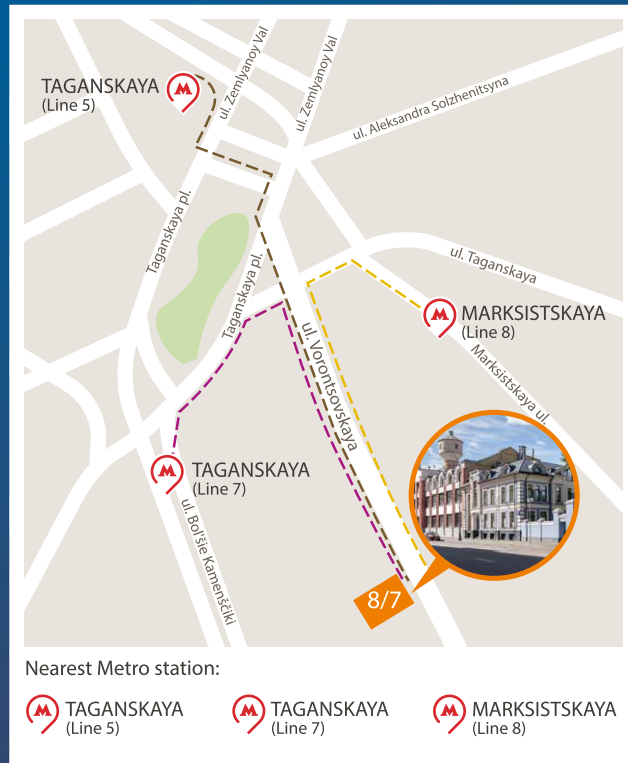 TAGANSKAYA
(Line 5)
ul. Zemlyanoy Val
ul. Zemlyanoy Val
ul. Aleksandra Solzhenitsyna
Taganskaya pl.
Taganskaya pl.
ul. Taganskaya
MARKSISTSKAYA
(Line 8)
Marksistskaya ul.
ul. Vorontsovskaya
TAGANSKAYA
(Line 7)
ul. Bol'šie Kamenščiki
8/7
Nearest Metro station:
TAGANSKAYA
(Line 5)
TAGANSKAYA
(Line 7)
MARKSISTSKAYA
(Line 8)